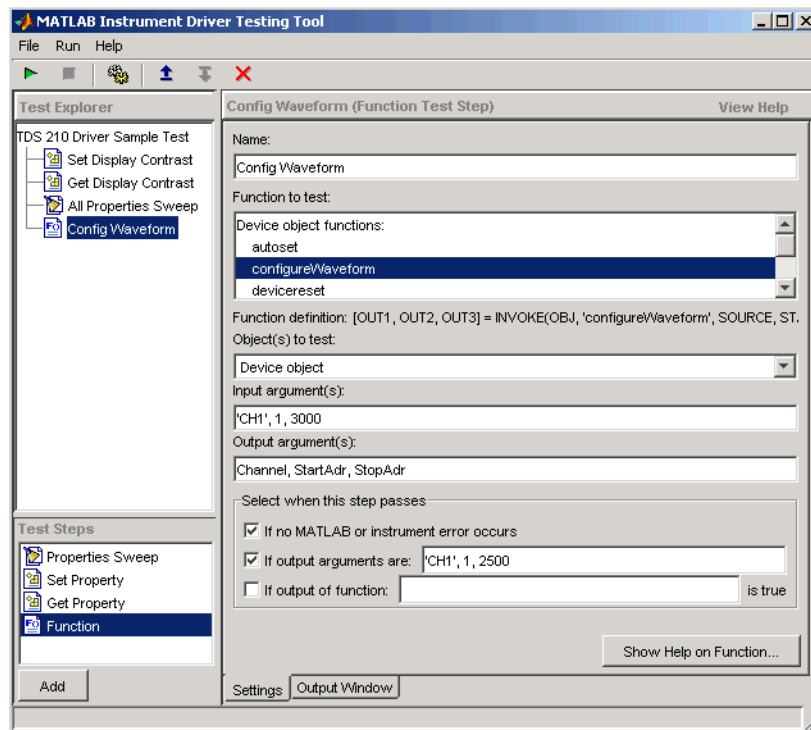 MATLAB Instrument Driver Testing Tool
File Run Help
Test Explorer
TDS 210 Driver Sample Test
Set Display Contrast
Get Display Contrast
All Properties Sweep
Config Waveform
Test Steps
Properties Sweep
Set Property
Get Property
Function
Add
Config Waveform (Function Test Step) View Help
Name:
Config Waveform
Function to test:
Device object functions:
autoset
configureWaveform
devicereset
Function definition: [OUT1, OUT2, OUT3] = INVOKE(OBJ, 'configureWaveform', SOURCE, ST.
Object(s) to test:
Device object
Input argument(s):
'CH1', 1, 3000
Output argument(s):
Channel, StartAdr, StopAdr
Select when this step passes
If no MATLAB or instrument error occurs
If output arguments are: 'CH1', 1, 2500
If output of function: is true
Show Help on Function...
Settings Output Window